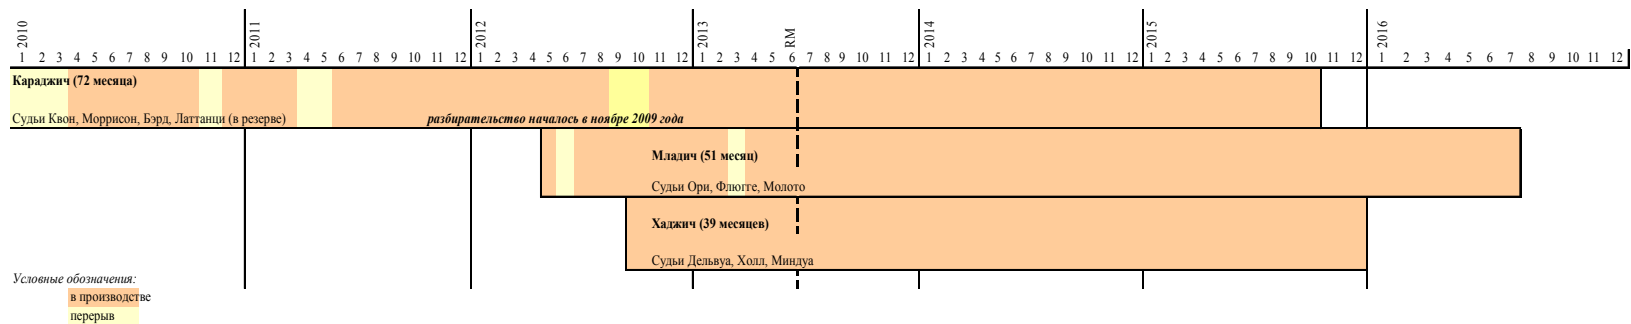 2010 2011 2012 2013 RM 2014 2015 2016
1 2 3 4 5 6 7 8 9 10 11 12 1 2 3 4 5 6 7 8 9 10 11 12 1 2 3 4 5 6 7 8 9 10 11 12 1 2 3 4 5 6 7 8 9 10 11 12 1 2 3 4 5 6 7 8 9 10 11 12 1 2 3 4 5 6 7 8 9 10 11 12 1 2 3 4 5 6 7 8 9 10 11 12
Караджич (72 месяца)
Судьи Квон, Моррисон, Бэрд, Латтанци (в резерве) разбирательство началось в ноябре 2009 года
Младич (51 месяц)
Судьи Ори, Флюгге, Молото
Хаджич (39 месяцев)
Судьи Дельвуа, Холл, Миндуа
Условные обозначения:
в производстве
перерыв